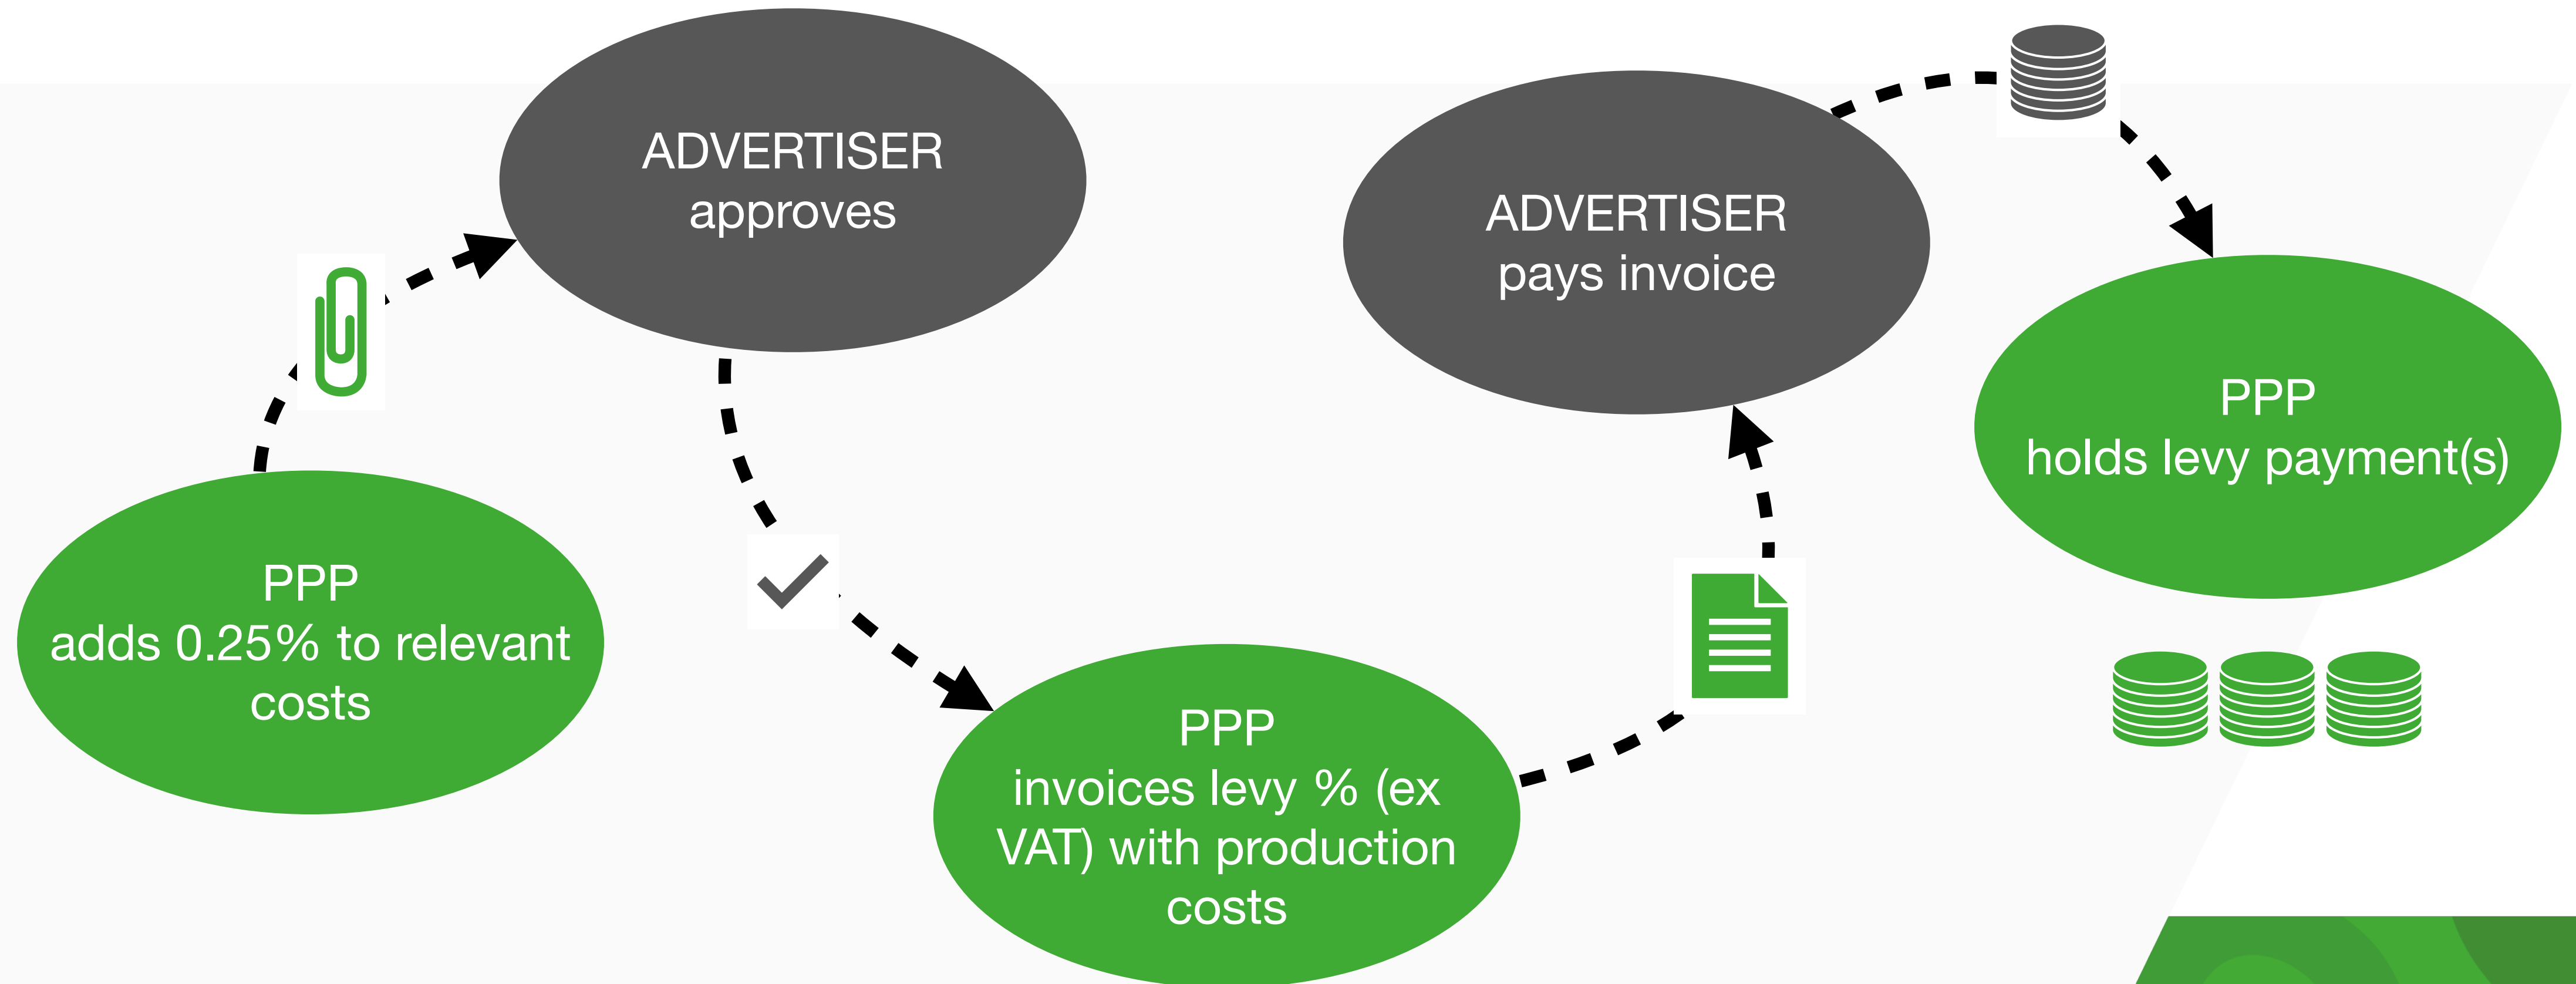 PPP
adds 0.25% to relevant
costs
ADVERTISER
approves
PPP
invoices levy % (ex
VAT) with production
costs
ADVERTISER
pays invoice
PPP
holds levy payment(s)